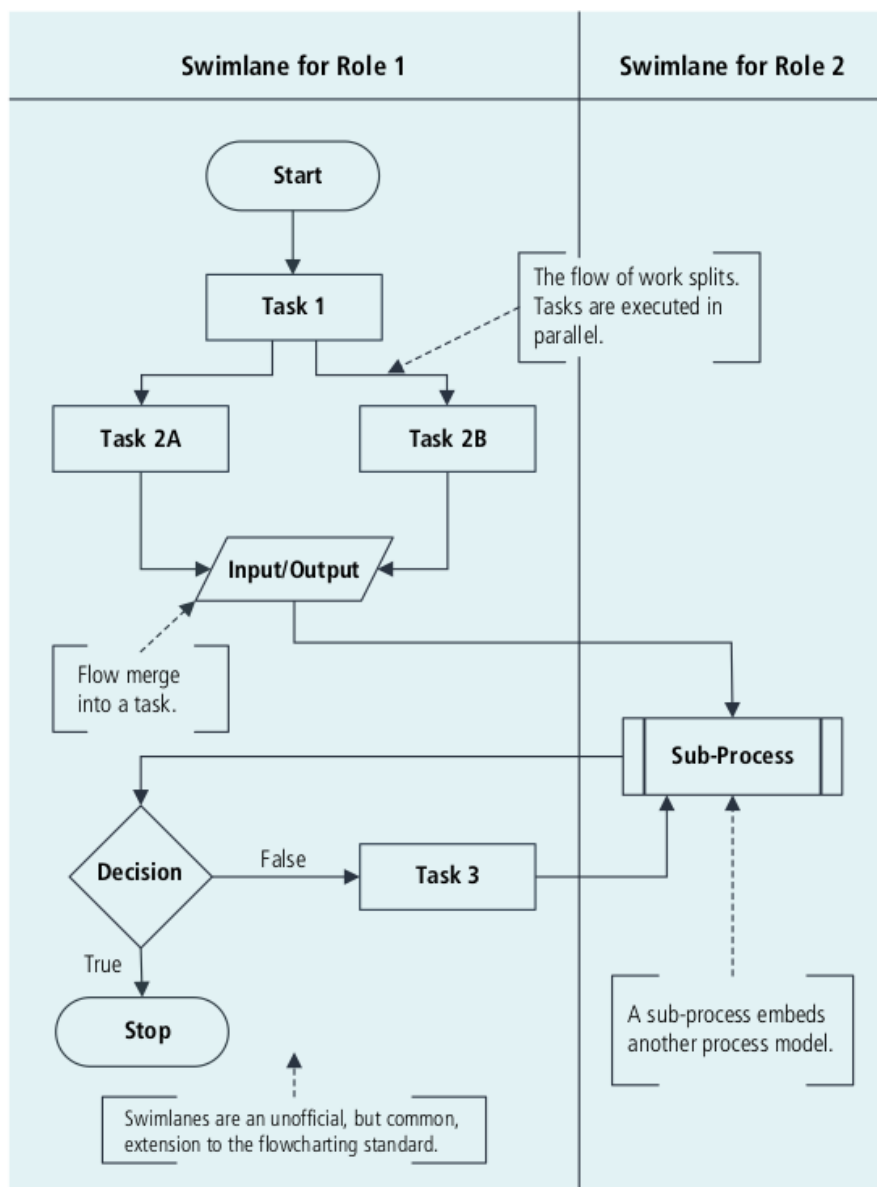 Swimlane for Role 1
Swimlane for Role 2
Start
The flow of work splits.
Tasks are executed in
parallel.
Task 1
Task 2A
Task 2B
Input/Output
Flow merge
into a task.
Sub-Process
Decision
False
Task 3
True
Stop
A sub-process embeds
another process model.
Swimlanes are an unofficial, but common,
extension to the flowcharting standard.